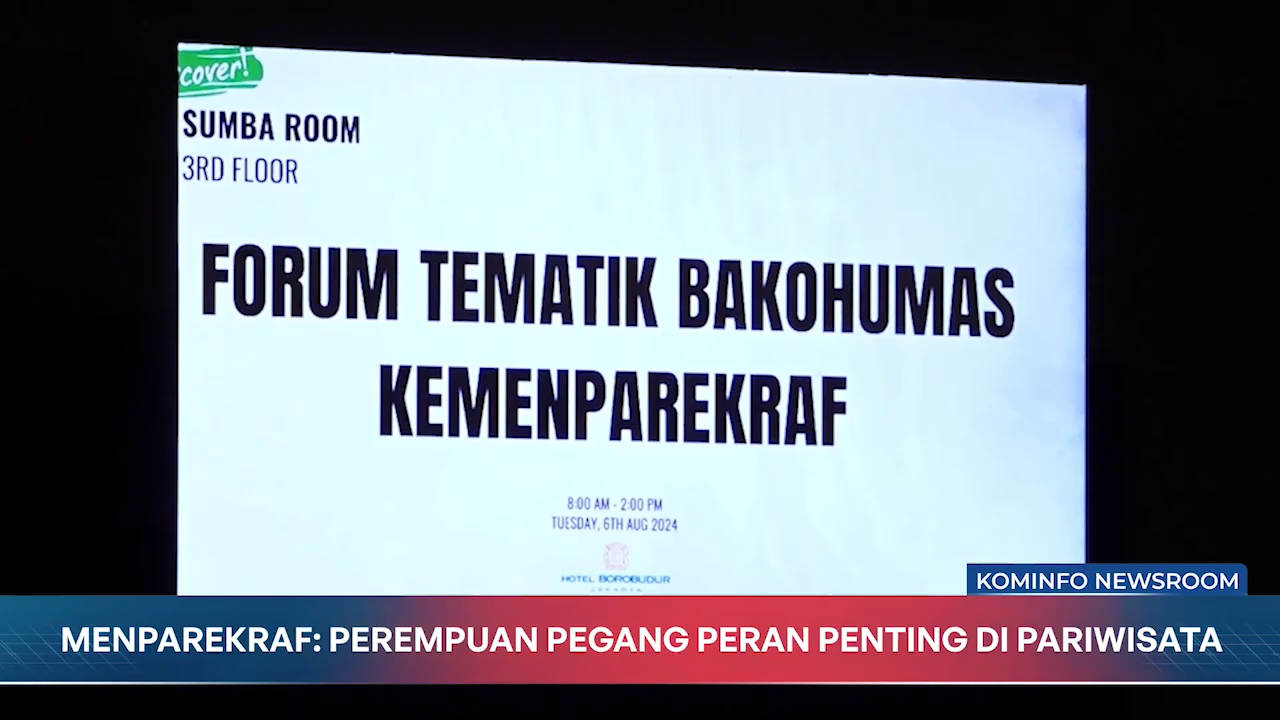 cover!
SUMBA ROOM
3RD FLOOR
FORUM TEMATIK BAKOHUMAS
KEMENPAREKRAF
8:00 AM - 2:00 PM
TUESDAY, 6TH AUG 2024
HOTEL BOROBUDUR
JAKARTA
KOMINFO NEWSROOM
MENPAREKRAF: PEREMPUAN PEGANG PERAN PENTING DI PARIWISATA